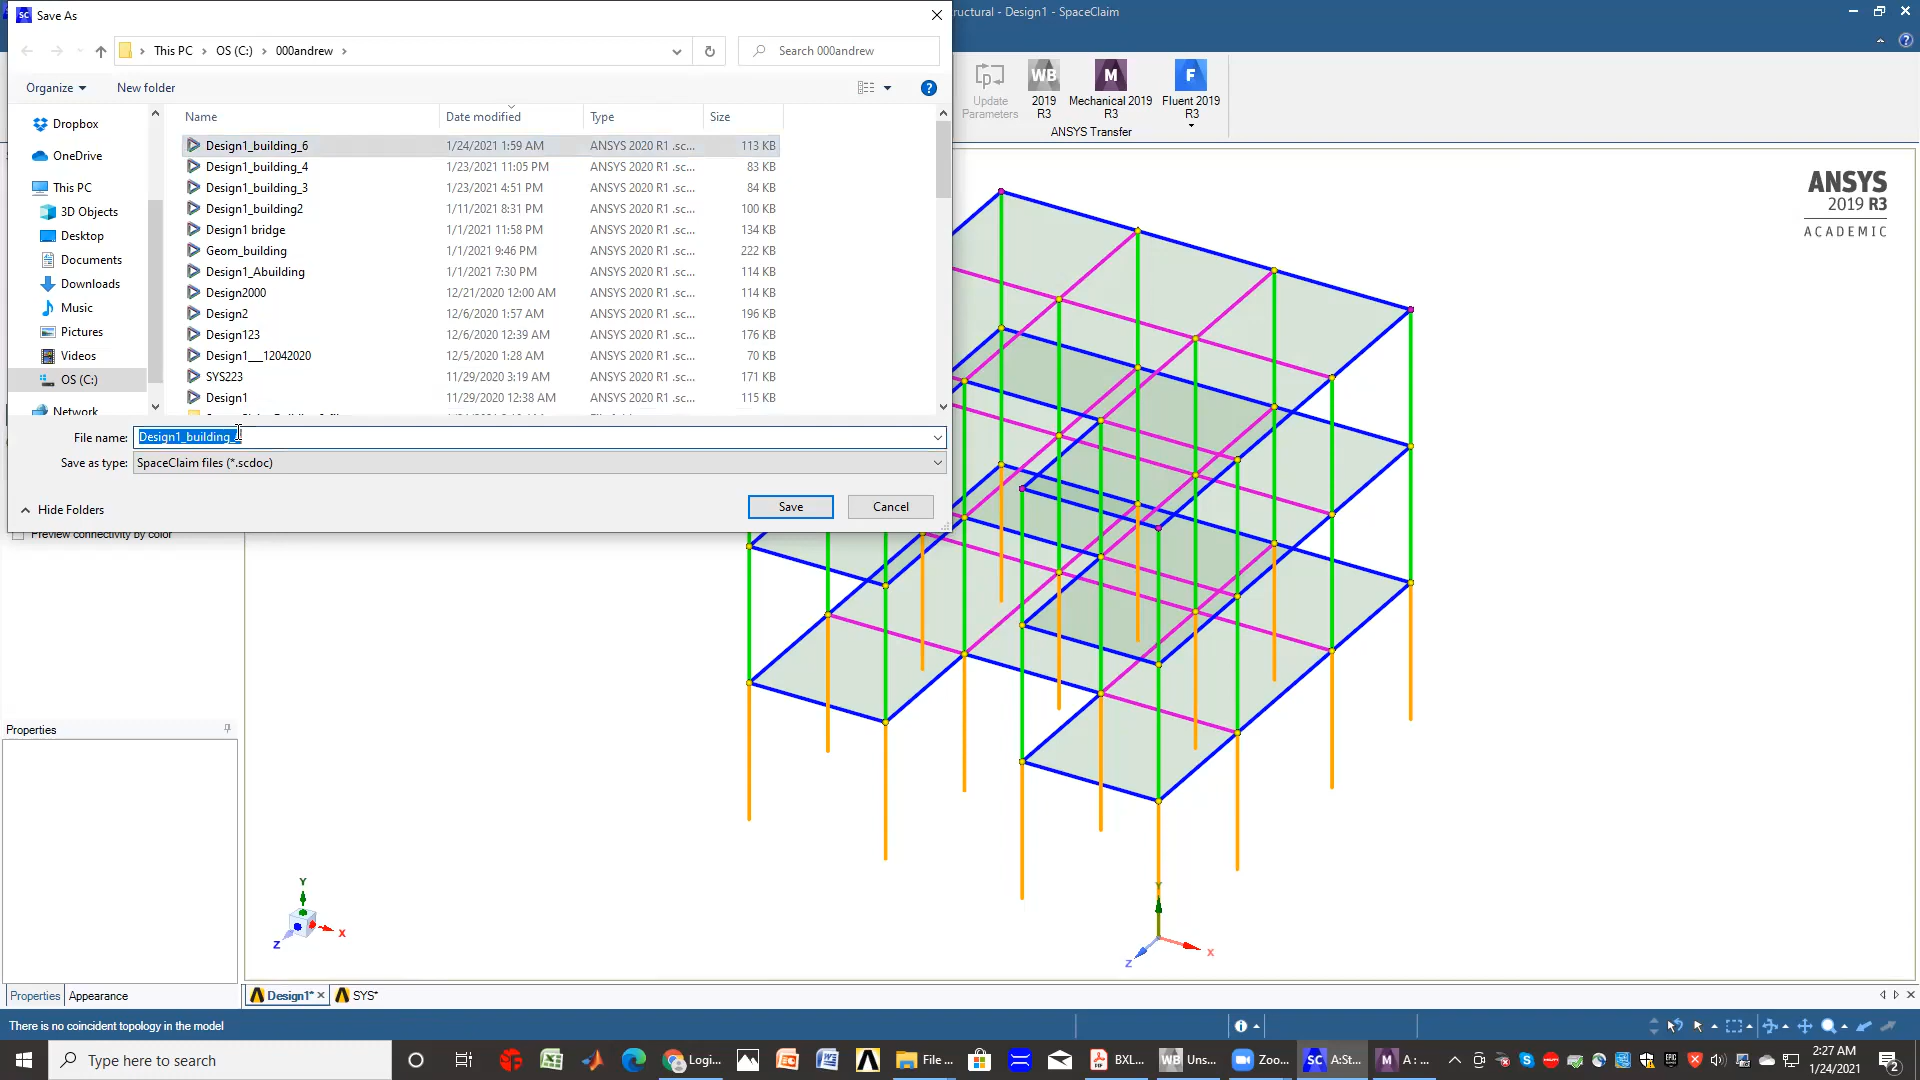 Save As
ructural - Design1 - SpaceClaim
This PC > OS (C:) > 000andrew >
Search 000andrew
Organize
New folder
Update Parameters
WB
2019 R3
M
Mechanical 2019 R3
F
Fluent 2019 R3
ANSYS Transfer
Name Date modified Type Size
Dropbox
OneDrive
This PC
3D Objects
Desktop
Documents
Downloads
Music
Pictures
Videos
OS (C:)
Network
Design1_building_6 1/24/2021 1:59 AM ANSYS 2020 R1 .sc... 113 KB
Design1_building_4 1/23/2021 11:05 PM ANSYS 2020 R1 .sc... 83 KB
Design1_building_3 1/23/2021 4:51 PM ANSYS 2020 R1 .sc... 84 KB
Design1_building2 1/11/2021 8:31 PM ANSYS 2020 R1 .sc... 100 KB
Design1 bridge 1/1/2021 11:58 PM ANSYS 2020 R1 .sc... 134 KB
Geom_building 1/1/2021 9:46 PM ANSYS 2020 R1 .sc... 222 KB
Design1_Abuilding 1/1/2021 7:30 PM ANSYS 2020 R1 .sc... 114 KB
Design2000 12/21/2020 12:00 AM ANSYS 2020 R1 .sc... 114 KB
Design2 12/6/2020 1:57 AM ANSYS 2020 R1 .sc... 196 KB
Design123 12/6/2020 12:39 AM ANSYS 2020 R1 .sc... 176 KB
Design1___12042020 12/5/2020 1:28 AM ANSYS 2020 R1 .sc... 70 KB
SYS223 11/29/2020 3:19 AM ANSYS 2020 R1 .sc... 171 KB
Design1 11/29/2020 12:38 AM ANSYS 2020 R1 .sc... 115 KB
File name: Design1_building_
Save as type: SpaceClaim files (*.scdoc)
Hide Folders
Save
Cancel
Preview connectivity by color
ANSYS
2019 R3
ACADEMIC
Properties
Y
X
Z
Y
X
Z
Properties
Appearance
Design1*
SYS*
There is no coincident topology in the model
Type here to search
Logi...
File ...
BXL...
WB
Uns...
Zoo...
SC
A:St...
M
A : ...
2:27 AM
1/24/2021
2